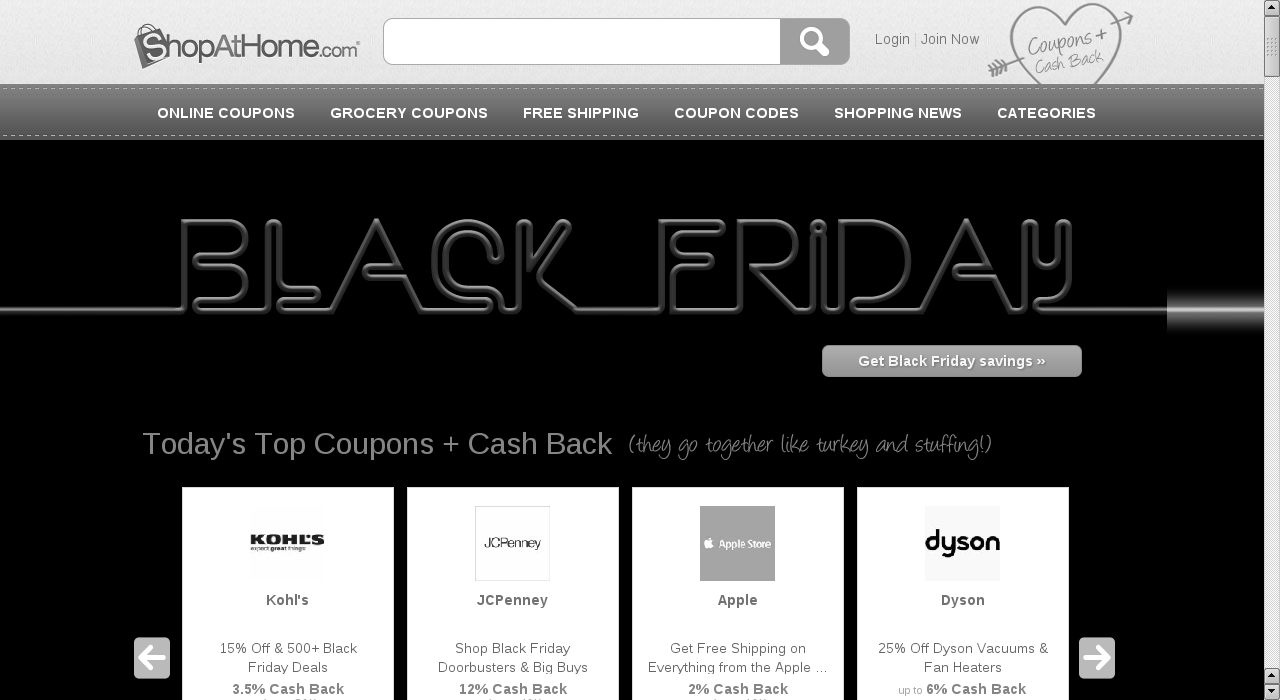 ShopAtHome.com
Login | Join Now
Coupons +
Cash Back
ONLINE COUPONS GROCERY COUPONS FREE SHIPPING COUPON CODES SHOPPING NEWS CATEGORIES
BLACK FRiDAY
Get Black Friday savings »
Today's Top Coupons + Cash Back (they go together like turkey and stuffing!)
KOHL'S
expect great things
JCPenney
Apple Store
dyson
Kohl's
JCPenney
Apple
Dyson
15% Off & 500+ Black
Friday Deals
3.5% Cash Back
Shop Black Friday
Doorbusters & Big Buys
12% Cash Back
Get Free Shipping on
Everything from the Apple ...
2% Cash Back
25% Off Dyson Vacuums &
Fan Heaters
up to 6% Cash Back